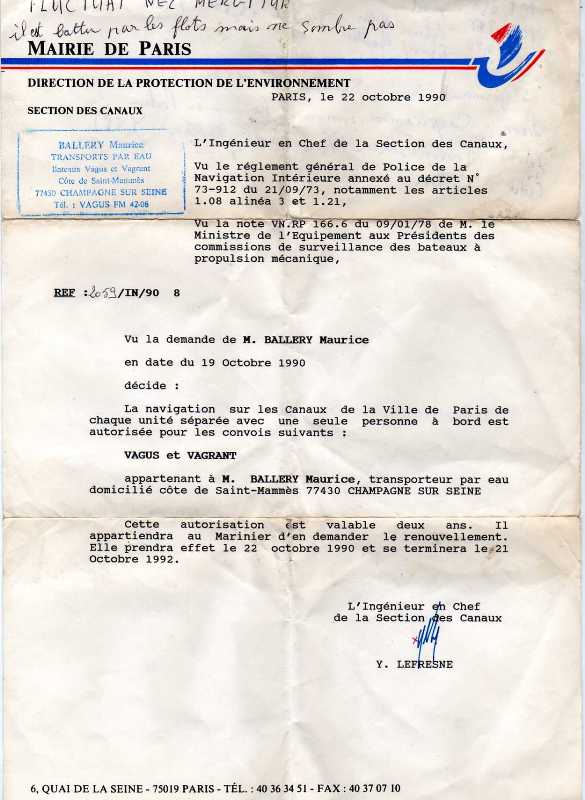 FLUCTUAT NEC MERGITUR
il est battu par les flots mais ne sombre pas
MAIRIE DE PARIS
DIRECTION DE LA PROTECTION DE L'ENVIRONNEMENT
PARIS, le 22 octobre 1990
SECTION DES CANAUX
BALLERY Maurice
TRANSPORTS PAR EAU
Bateaux Vagus et Vagrant
Côte de Saint-Mammès
77430 CHAMPAGNE SUR SEINE
Tél. : VAGUS FM 42-08
L'Ingénieur en Chef de la Section des Canaux,
Vu le réglement général de Police de la
Navigation Intérieure annexé au décret N°
73-912 du 21/09/73, notamment les articles
1.08 alinéa 3 et 1.21,
Vu la note VN.RP 166.6 du 09/01/78 de M. le
Ministre de l'Equipement aux Présidents des
commissions de surveillance des bateaux à
propulsion mécanique,
REF :2059/IN/90 8
Vu la demande de M. BALLERY Maurice
en date du 19 Octobre 1990
décide :
La navigation sur les Canaux de la Ville de Paris de
chaque unité séparée avec une seule personne à bord est
autorisée pour les convois suivants :
VAGUS et VAGRANT
appartenant à M. BALLERY Maurice, transporteur par eau
domicilié côte de Saint-Mammès 77430 CHAMPAGNE SUR SEINE
Cette autorisation est valable deux ans. Il
appartiendra au Marinier d'en demander le renouvellement.
Elle prendra effet le 22 octobre 1990 et se terminera le 21
Octobre 1992.
L'Ingénieur en Chef
de la Section des Canaux
Y. LEFRESNE
6, QUAI DE LA SEINE - 75019 PARIS - TÉL. : 40 36 34 51 - FAX : 40 37 07 10